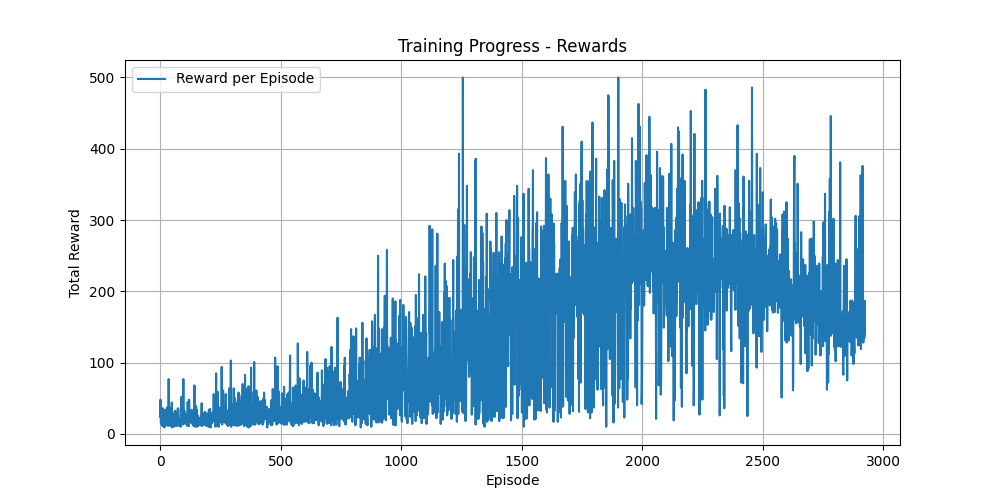 Training Progress - Rewards
Reward per Episode
500
400
300
200
100
0
Total Reward
0 500 1000 1500 2000 2500 3000
Episode